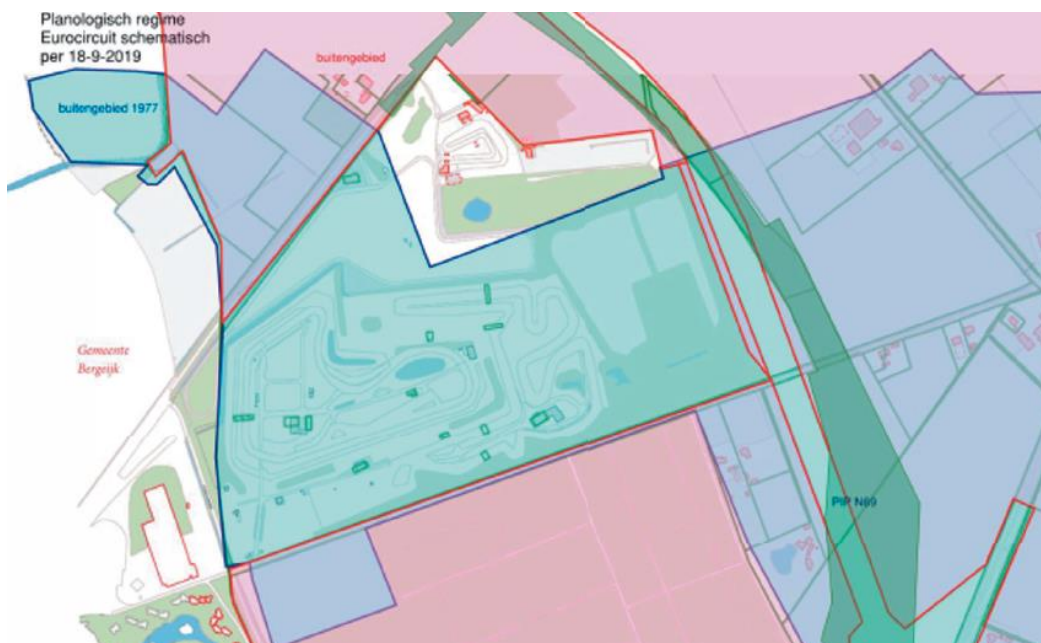 Planologisch regime
Eurocircuit schematisch
per 18-9-2019
buitengebied
buitengebied 1977
Gemeente
Bergeijk
PIP N69